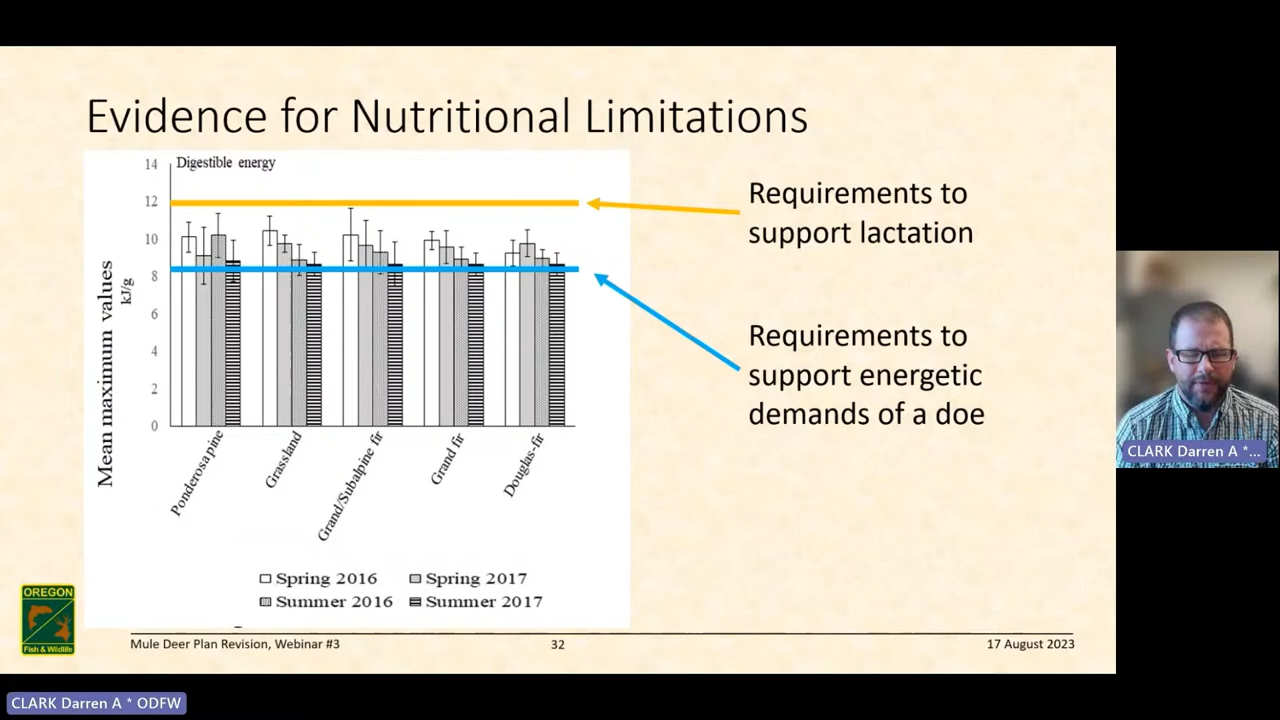 Evidence for Nutritional Limitations
Digestible energy
14
12
10
8
6
4
2
0
Mean maximum values
kJ/g
Ponderosa pine
Grassland
Grand/Subalpine fir
Grand fir
Douglas-fir
Spring 2016
Spring 2017
Summer 2016
Summer 2017
Requirements to
support lactation
Requirements to
support energetic
demands of a doe
CLARK Darren A *...
OREGON
Fish & Wildlife
Mule Deer Plan Revision, Webinar #3
32
17 August 2023
CLARK Darren A * ODFW